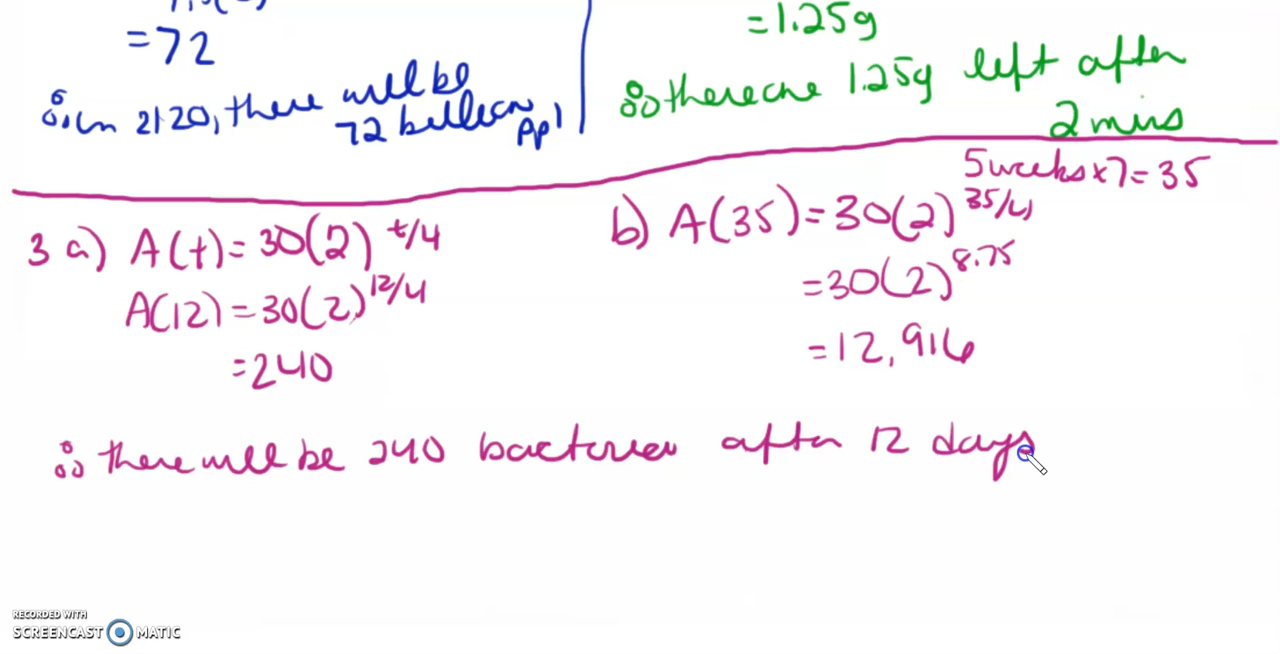 =72
∴ in 2120, there will be
72 billion ppl
=1.25g
∴ there are 1.25g left after
2 mins
3 a) A(t) = 30(2)^t/4
A(12) = 30(2)^12/4
=240
5 weeks x 7 = 35
b) A(35) = 30(2)^35/4
=30(2)^8.75
=12,916
∴ there will be 240 bacteria after 12 days
RECORDED WITH
SCREENCAST MATIC